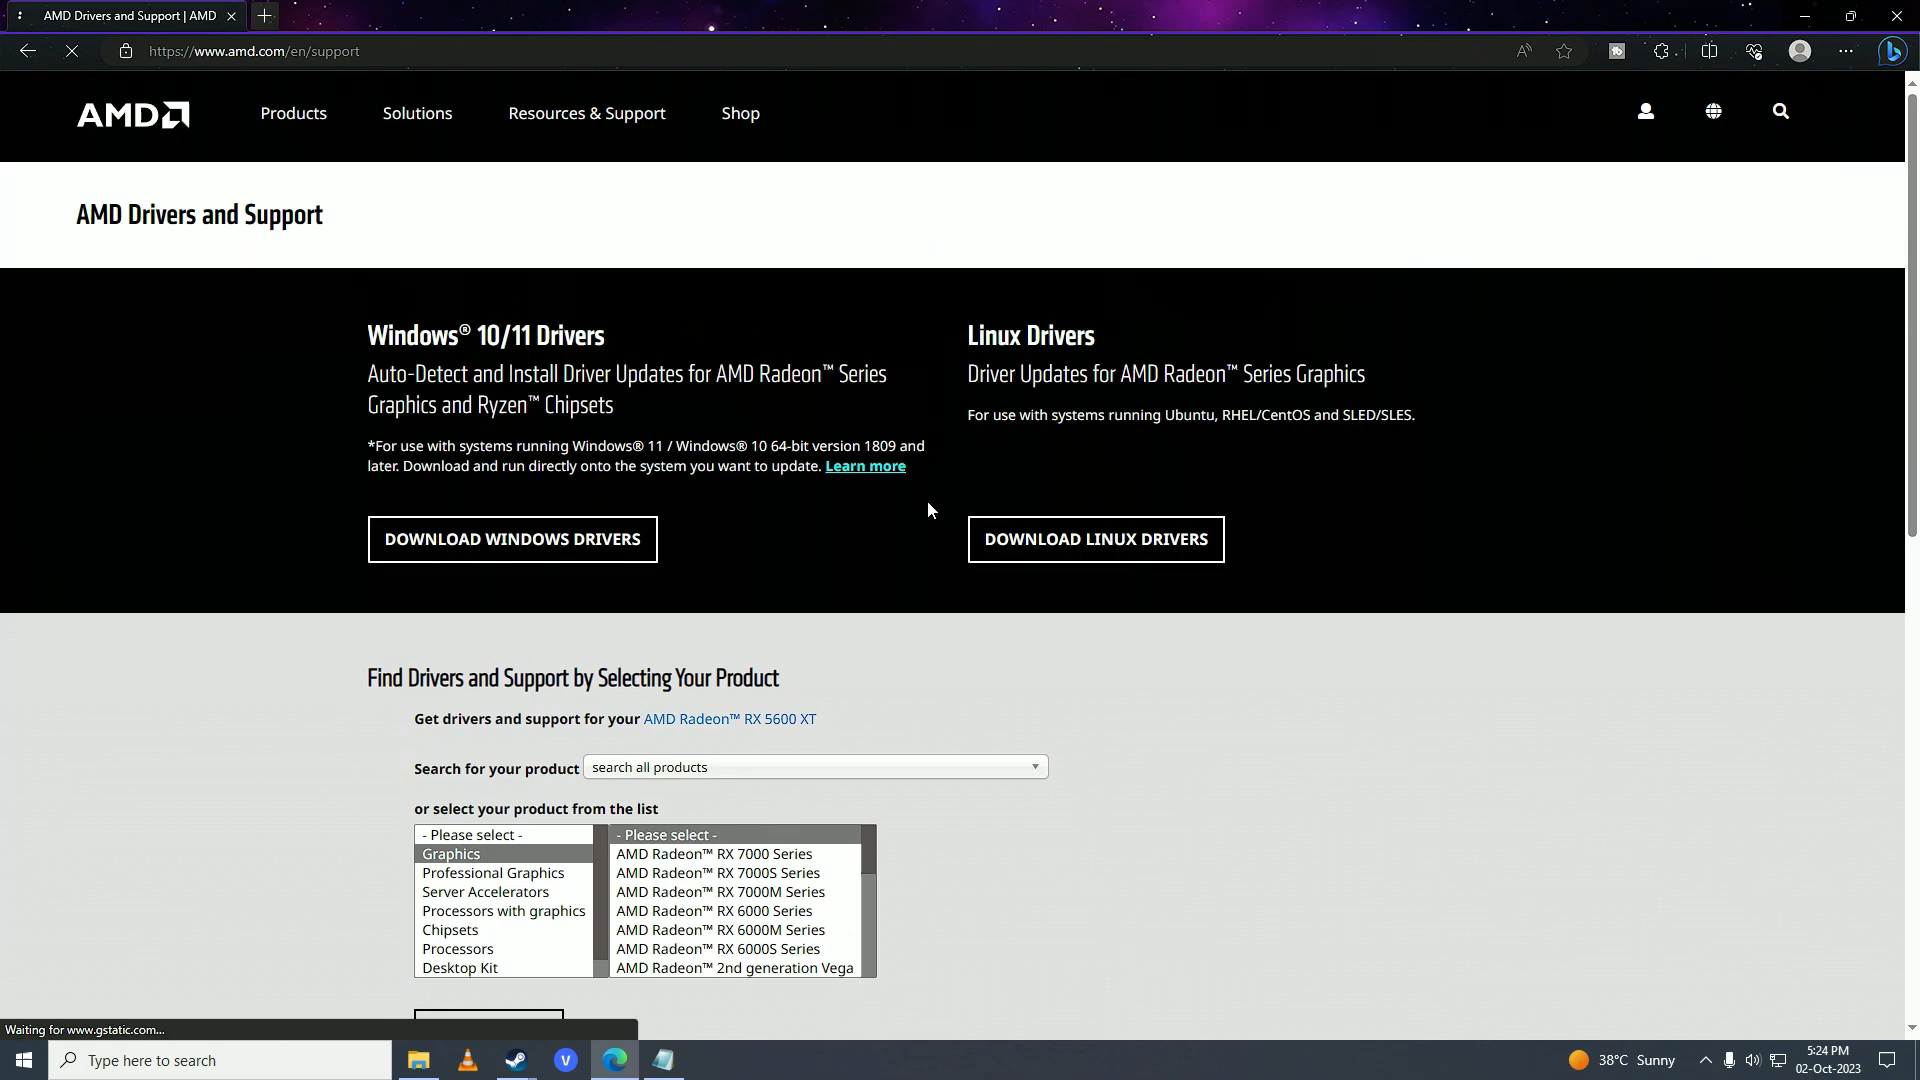 AMD Drivers and Support | AMD
https://www.amd.com/en/support
AMD
Products
Solutions
Resources & Support
Shop
AMD Drivers and Support
Windows® 10/11 Drivers
Auto-Detect and Install Driver Updates for AMD Radeon™ Series
Graphics and Ryzen™ Chipsets
*For use with systems running Windows® 11 / Windows® 10 64-bit version 1809 and
later. Download and run directly onto the system you want to update. Learn more
DOWNLOAD WINDOWS DRIVERS
Linux Drivers
Driver Updates for AMD Radeon™ Series Graphics
For use with systems running Ubuntu, RHEL/CentOS and SLED/SLES.
DOWNLOAD LINUX DRIVERS
Find Drivers and Support by Selecting Your Product
Get drivers and support for your AMD Radeon™ RX 5600 XT
Search for your product search all products
or select your product from the list
- Please select -
Graphics
Professional Graphics
Server Accelerators
Processors with graphics
Chipsets
Processors
Desktop Kit
- Please select -
AMD Radeon™ RX 7000 Series
AMD Radeon™ RX 7000S Series
AMD Radeon™ RX 7000M Series
AMD Radeon™ RX 6000 Series
AMD Radeon™ RX 6000M Series
AMD Radeon™ RX 6000S Series
AMD Radeon™ 2nd generation Vega
Waiting for www.gstatic.com...
Type here to search
38°C Sunny
5:24 PM
02-Oct-2023